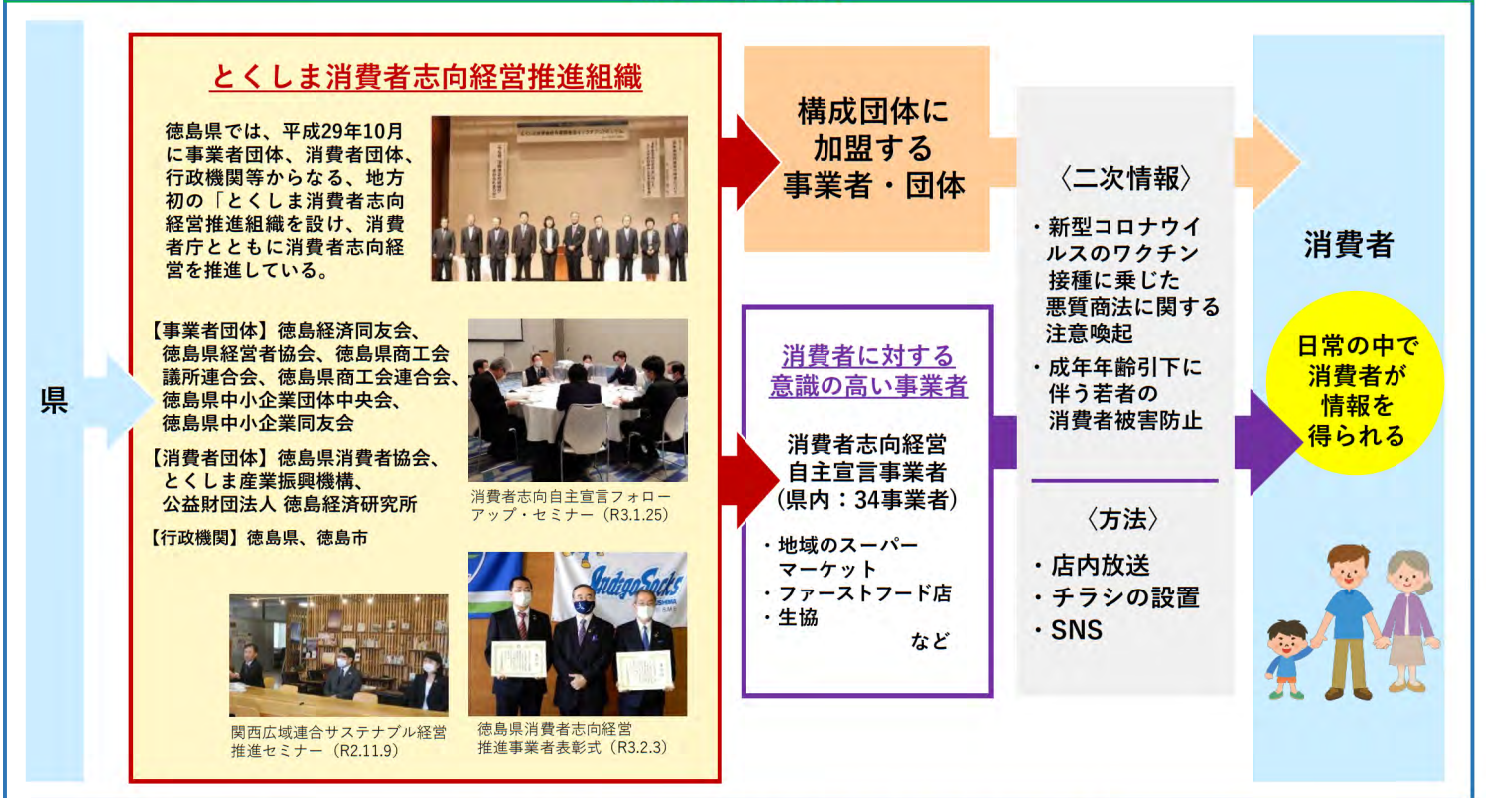 県
とくしま消費者志向経営推進組織
徳島県では、平成29年10月
に事業者団体、消費者団体、
行政機関等からなる、地方
初の「とくしま消費者志向
経営推進組織を設け、消費
者庁とともに消費者志向経
営を推進している。
【事業者団体】徳島経済同友会、
徳島県経営者協会、徳島県商工会
議所連合会、徳島県商工会連合会、
徳島県中小企業団体中央会、
徳島県中小企業同友会
【消費者団体】徳島県消費者協会、
とくしま産業振興機構、
公益財団法人 徳島経済研究所
【行政機関】徳島県、徳島市
消費者志向自主宣言フォロー
アップ・セミナー（R3.1.25）
IndigoSocks
関西広域連合サステナブル経営
推進セミナー（R2.11.9）
徳島県消費者志向経営
推進事業者表彰式（R3.2.3）
構成団体に
加盟する
事業者・団体
消費者に対する
意識の高い事業者
消費者志向経営
自主宣言事業者
（県内：34事業者）
・地域のスーパー
マーケット
・ファーストフード店
・生協
など
〈二次情報〉
・新型コロナウイ
ルスのワクチン
接種に乗じた
悪質商法に関する
注意喚起
・成年年齢引下に
伴う若者の
消費者被害防止
〈方法〉
・店内放送
・チラシの設置
・SNS
消費者
日常の中で
消費者が
情報を
得られる